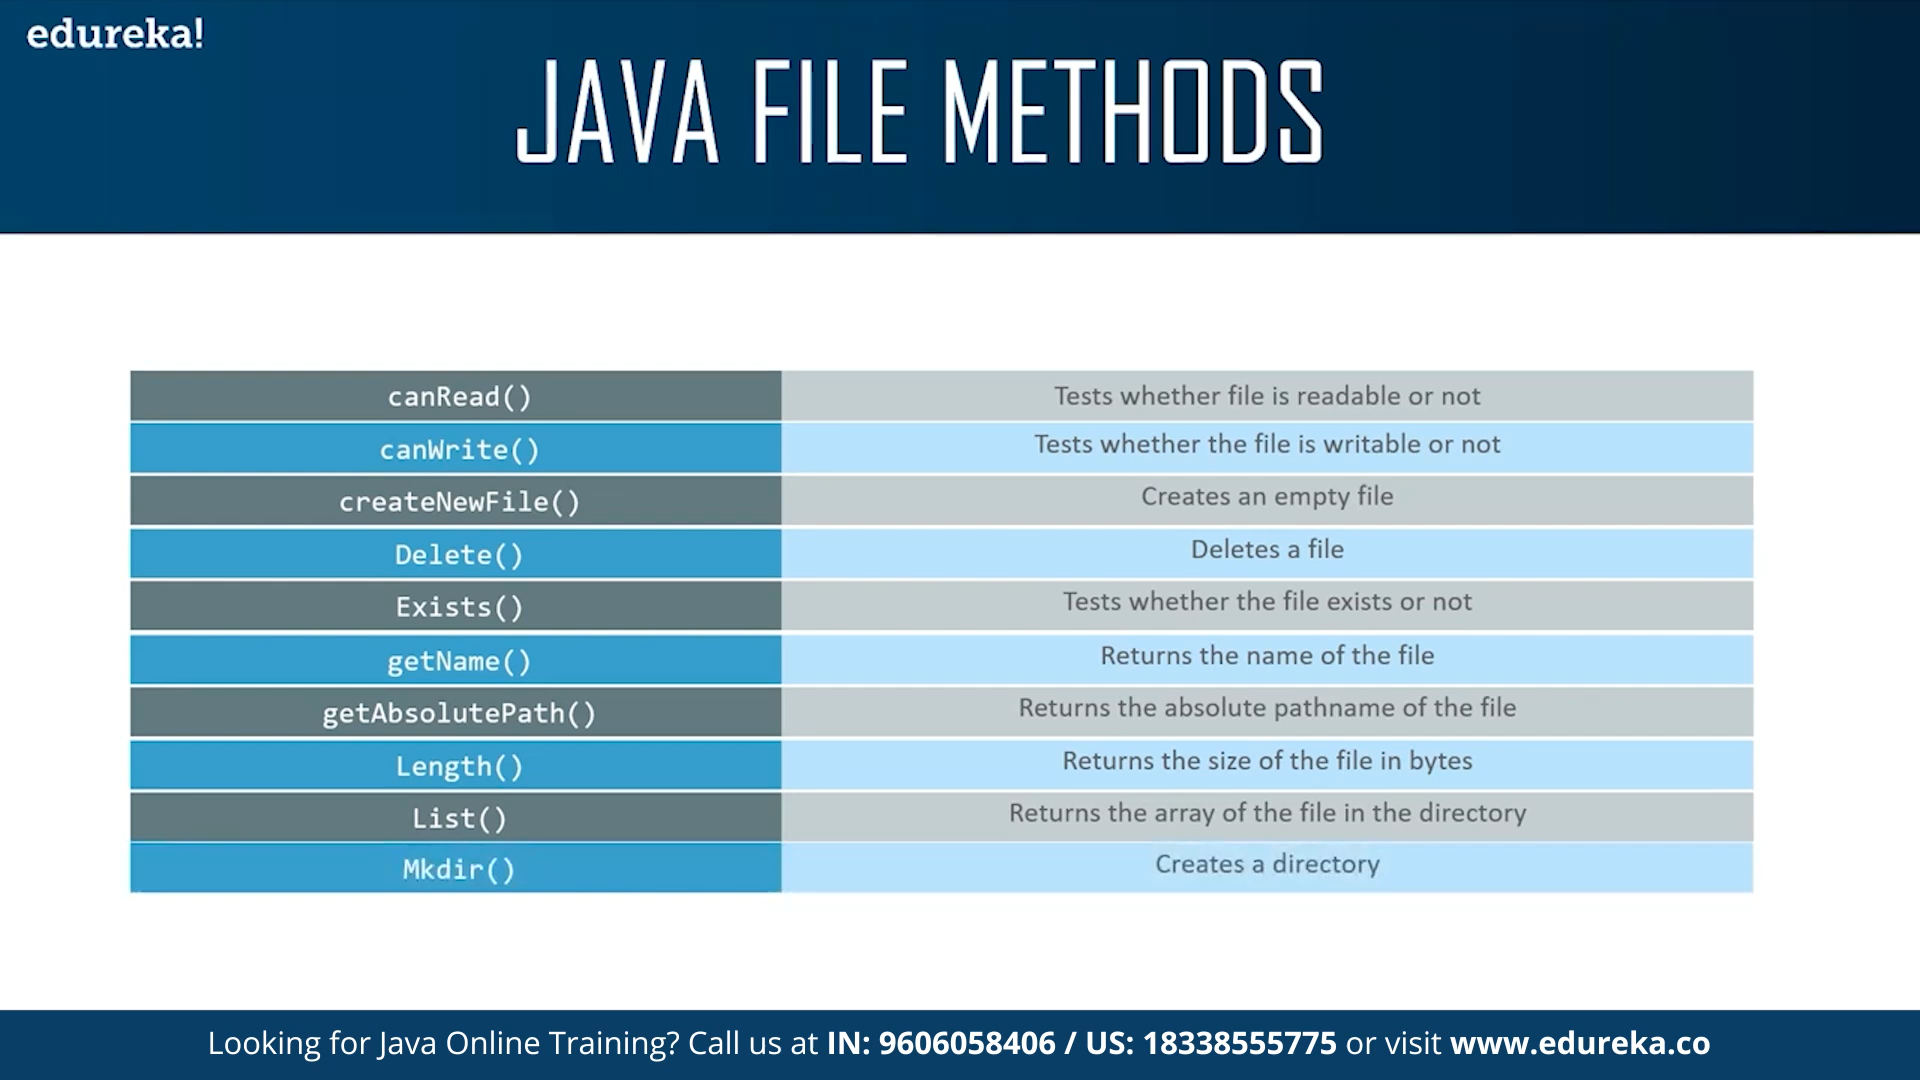 edureka!
JAVA FILE METHODS
canRead() Tests whether file is readable or not
canWrite() Tests whether the file is writable or not
createNewFile() Creates an empty file
Delete() Deletes a file
Exists() Tests whether the file exists or not
getName() Returns the name of the file
getAbsolutePath() Returns the absolute pathname of the file
Length() Returns the size of the file in bytes
List() Returns the array of the file in the directory
Mkdir() Creates a directory
Looking for Java Online Training? Call us at IN: 9606058406 / US: 18338555775 or visit www.edureka.co